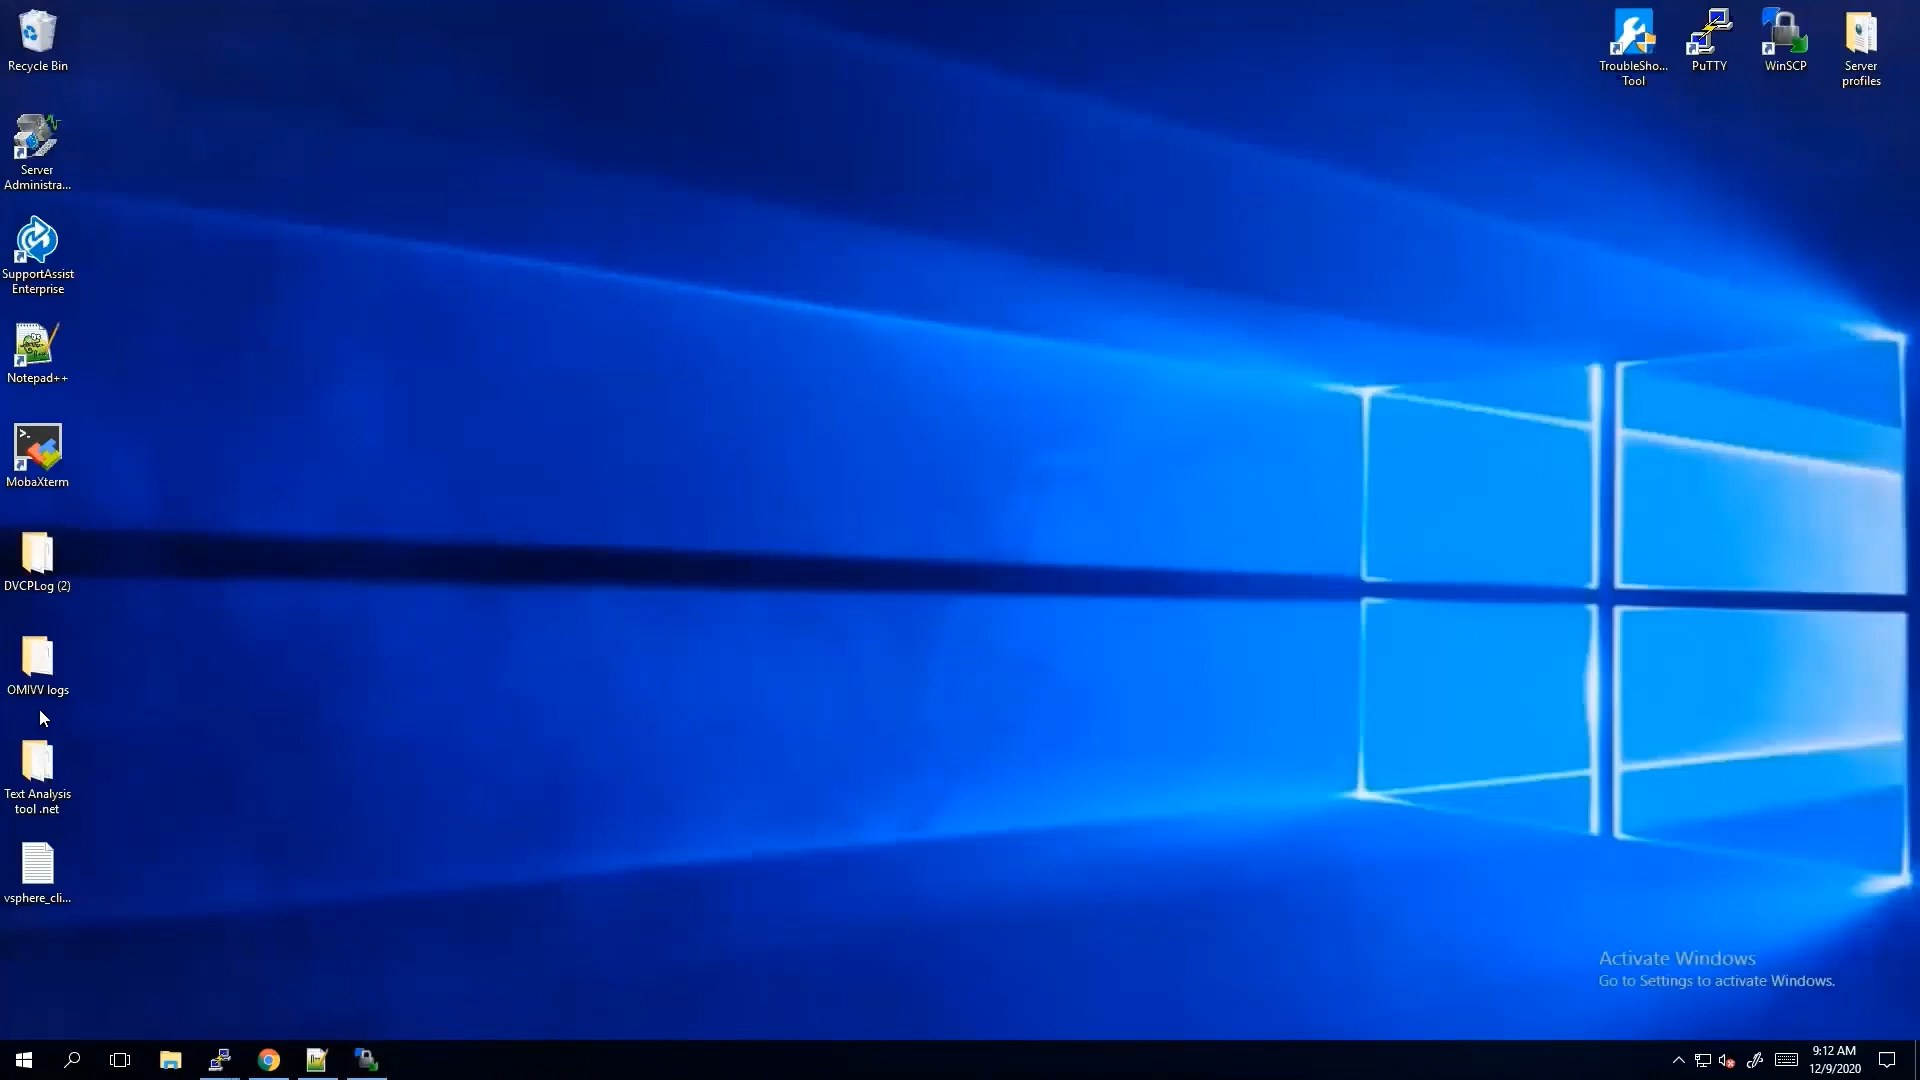 Recycle Bin
Server
Administra...
SupportAssist
Enterprise
Notepad++
MobaXterm
DVCPLog (2)
OMIVV logs
Text Analysis
tool .net
vsphere_cli...
TroubleSho...
Tool
PuTTY
WinSCP
Server
profiles
Activate Windows
Go to Settings to activate Windows.
9:12 AM
12/9/2020